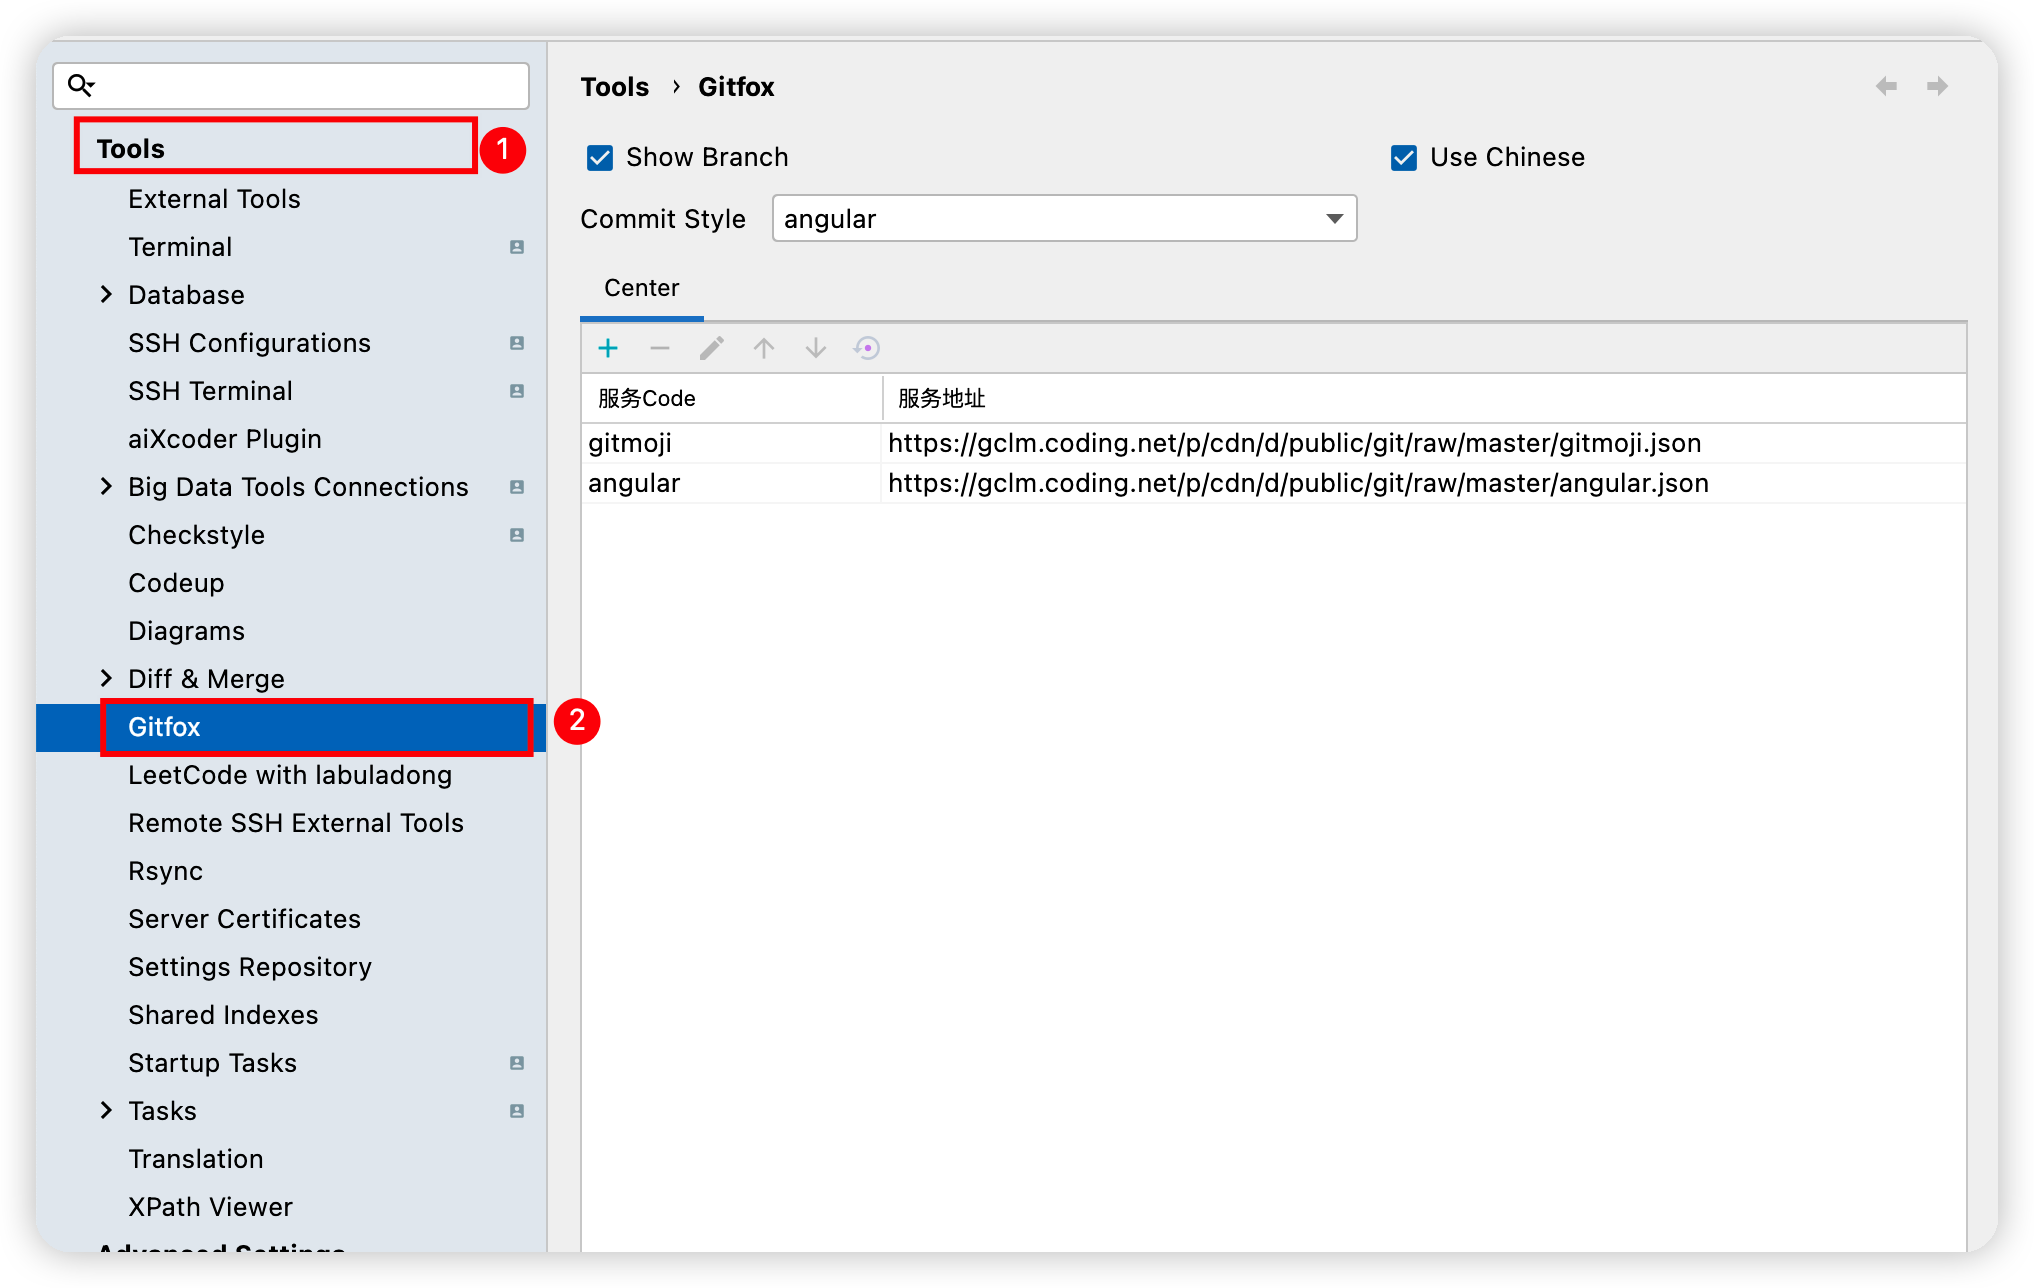 Tools
1
External Tools
Terminal
Database
SSH Configurations
SSH Terminal
aiXcoder Plugin
Big Data Tools Connections
Checkstyle
Codeup
Diagrams
Diff & Merge
Gitfox
2
LeetCode with labuladong
Remote SSH External Tools
Rsync
Server Certificates
Settings Repository
Shared Indexes
Startup Tasks
Tasks
Translation
XPath Viewer
Advanced Settings
Tools › Gitfox
Show Branch
Use Chinese
Commit Style angular
Center
服务Code 服务地址
gitmoji https://gclm.coding.net/p/cdn/d/public/git/raw/master/gitmoji.json
angular https://gclm.coding.net/p/cdn/d/public/git/raw/master/angular.json